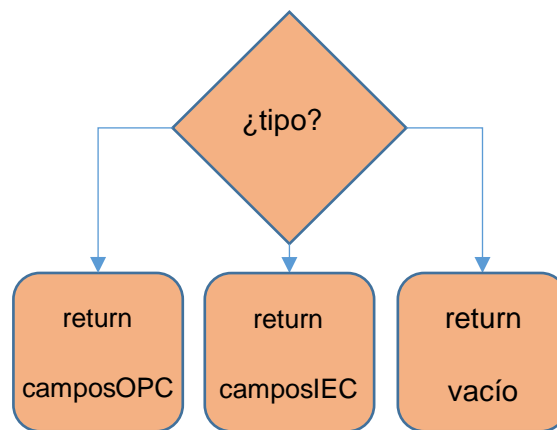 ¿tipo?
return
camposOPC
return
camposIEC
return
vacío